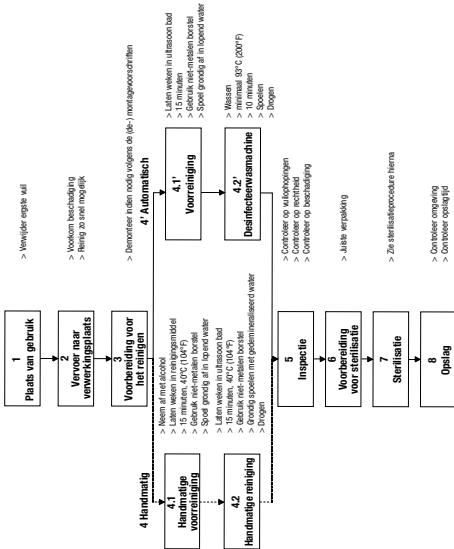 1
Plaats van gebruik
> Verwijder ergste vuil
2
Vervoer naar
verwerkingsplaats
> Voorkom beschadiging
> Reinig zo snel mogelijk
3
Voorbereiding voor
het reinigen
> Demonteer indien nodig volgens de (de-) montagevoorschriften
4 Handmatig
4.1
Handmatige
voorreiniging
> Neem af met alcohol
> Laten weken in reinigingsmiddel
> 15 minuten, 40°C (104°F)
> Gebruik niet-metalen borstel
> Spoel grondig af in lopend water
4.2
Handmatige reiniging
> Laten weken in ultrasoon bad
> 15 minuten, 40°C (104°F)
> Gebruik niet-metalen borstel
> Grondig spoelen met gedemineraliseerd water
> Drogen
4' Automatisch
4.1'
Voorreiniging
> Laten weken in ultrasoon bad
> 15 minuten
> Gebruik niet-metalen borstel
> Spoel grondig af in lopend water
4.2'
Desinfecteerwasmachine
> Wassen
> minimaal 93°C (200°F)
> 10 minuten
> Spoelen
> Drogen
5
Inspectie
> Controleer op vuilophopingen
> Controleer op rechtheid
> Controleer op beschadiging
6
Voorbereiding
voor sterilisatie
> Juiste verpakking
7
Sterilisatie
> Zie sterilisatieprocedure hierna
8
Opslag
> Controleer omgeving
> Controleer opslagtijd